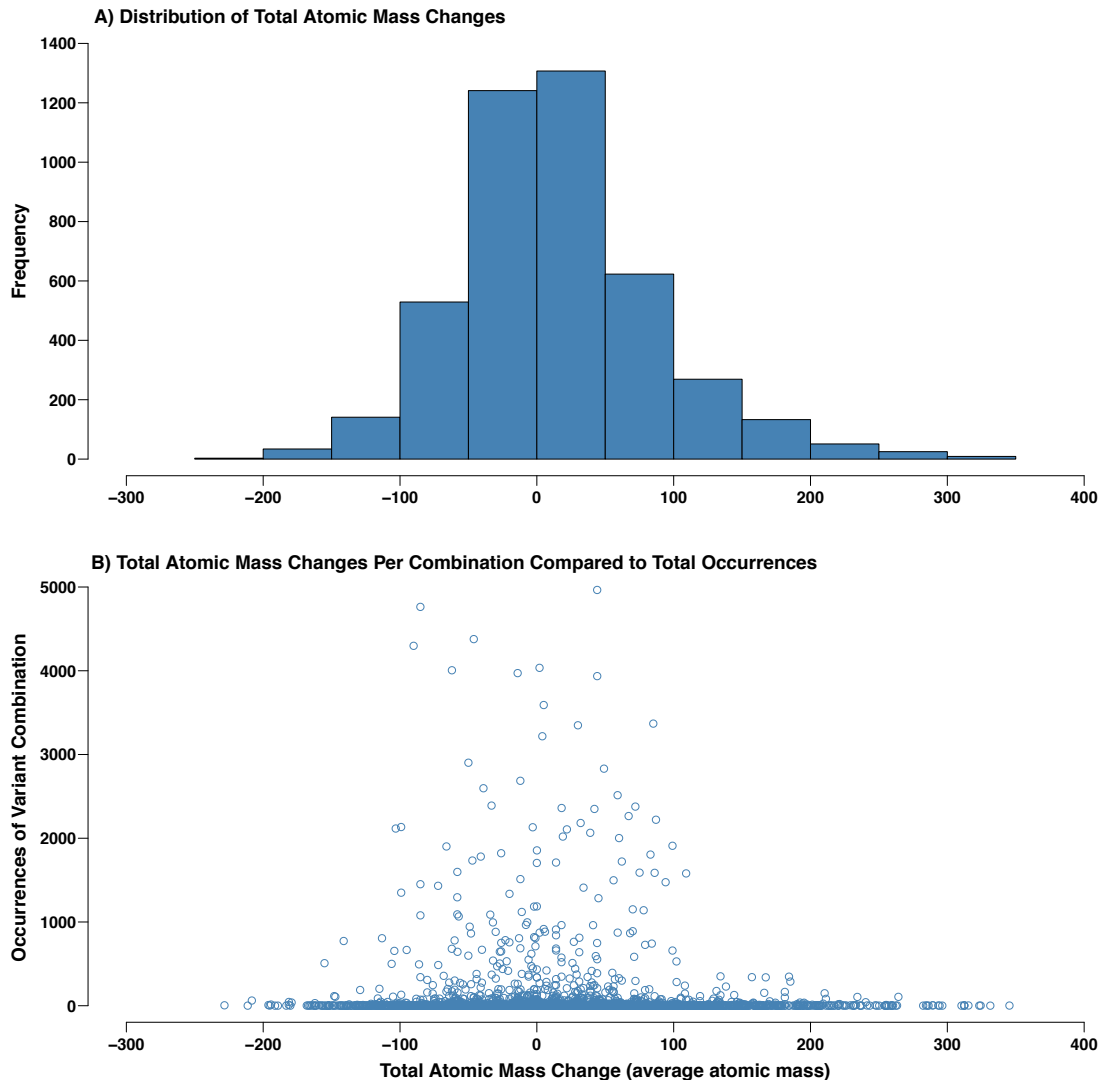 A) Distribution of Total Atomic Mass Changes
1400
1200
1000
800
600
400
200
0
Frequency
−300 −200 −100 0 100 200 300 400
B) Total Atomic Mass Changes Per Combination Compared to Total Occurrences
5000
4000
3000
2000
1000
0
Occurrences of Variant Combination
−300 −200 −100 0 100 200 300 400
Total Atomic Mass Change (average atomic mass)